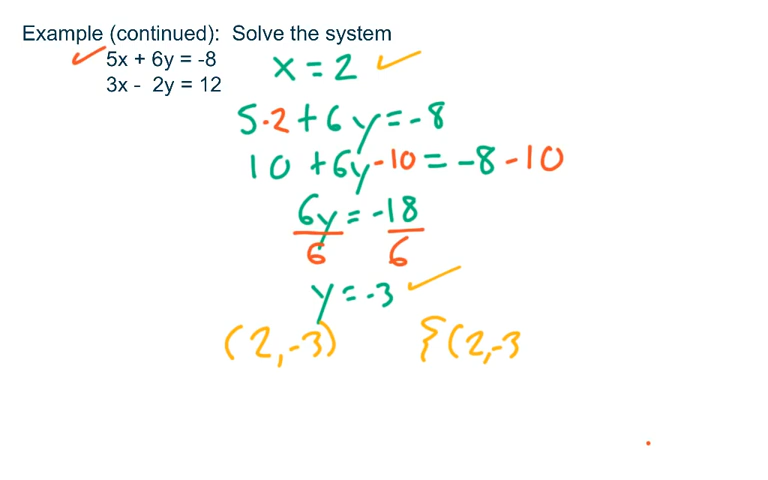 Example (continued):  Solve the system
5x + 6y = -8
3x -  2y = 12
x = 2
5·2 + 6y = -8
10 + 6y - 10 = -8 - 10
6y = -18
6 6
y = -3
(2,-3) {(2,-3